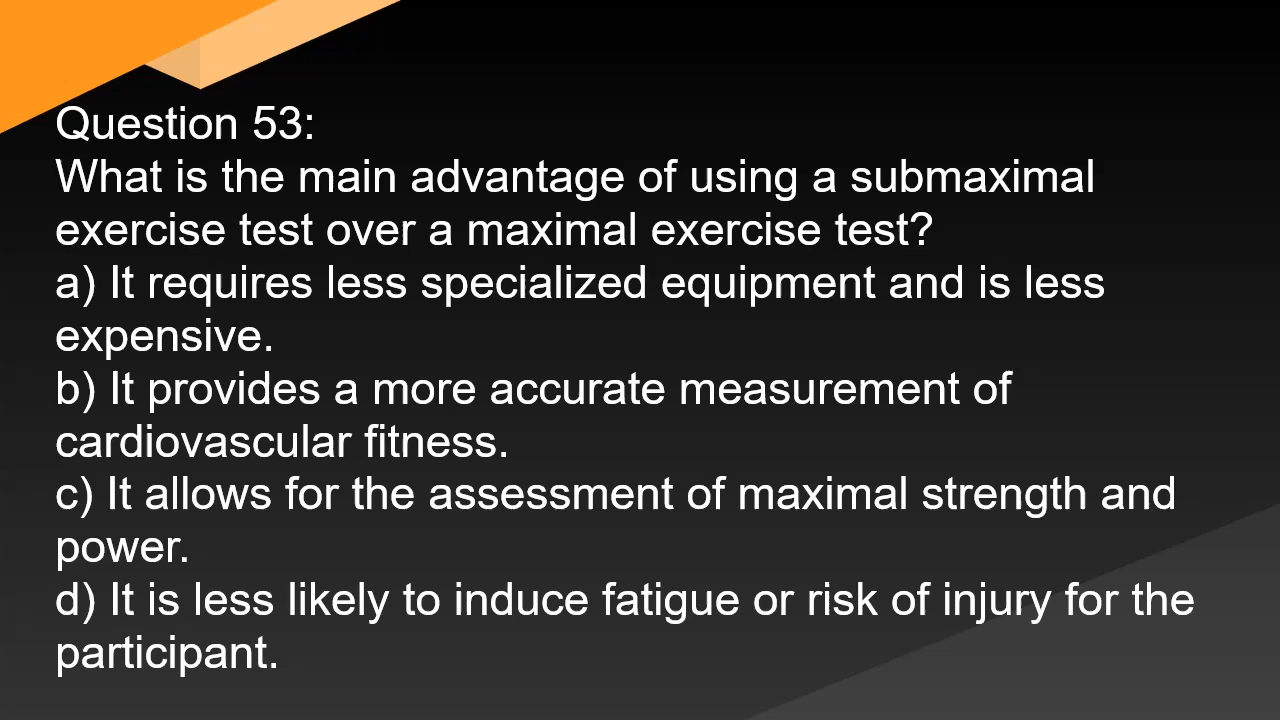 Question 53:
What is the main advantage of using a submaximal
exercise test over a maximal exercise test?
a) It requires less specialized equipment and is less
expensive.
b) It provides a more accurate measurement of
cardiovascular fitness.
c) It allows for the assessment of maximal strength and
power.
d) It is less likely to induce fatigue or risk of injury for the
participant.